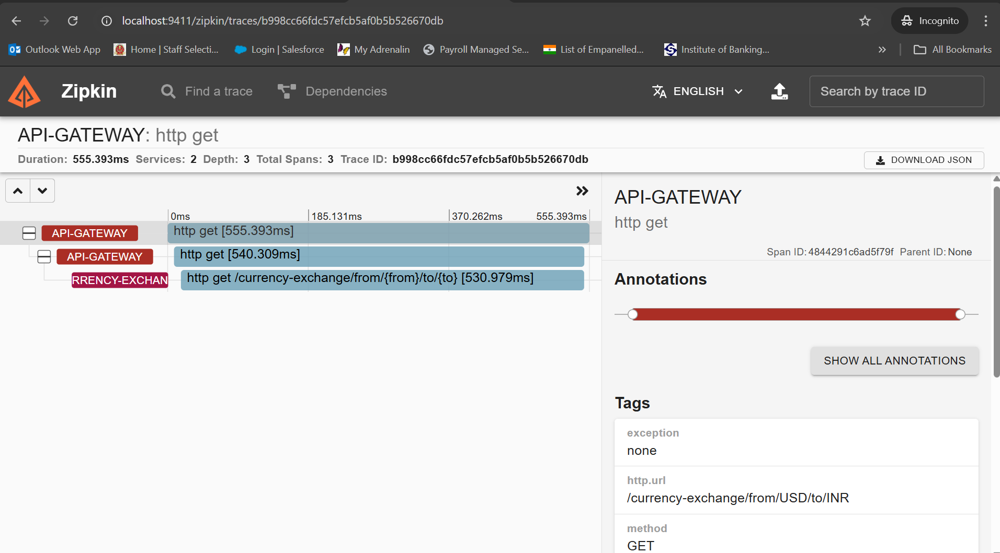 localhost:9411/zipkin/traces/b998cc66fdc57efcb5af0b5b526670db
Incognito
Outlook Web App
Home | Staff Selecti...
Login | Salesforce
My Adrenalin
Payroll Managed Se...
List of Empanelled...
Institute of Banking...
All Bookmarks
Zipkin
Find a trace
Dependencies
ENGLISH
Search by trace ID
API-GATEWAY: http get
Duration: 555.393ms Services: 2 Depth: 3 Total Spans: 3 Trace ID: b998cc66fdc57efcb5af0b5b526670db
DOWNLOAD JSON
0ms
185.131ms
370.262ms
555.393ms
API-GATEWAY
http get [555.393ms]
API-GATEWAY
http get [540.309ms]
RRENCY-EXCHAN
http get /currency-exchange/from/{from}/to/{to} [530.979ms]
API-GATEWAY
http get
Span ID: 4844291c6ad5f79f Parent ID: None
Annotations
SHOW ALL ANNOTATIONS
Tags
exception
none
http.url
/currency-exchange/from/USD/to/INR
method
GET